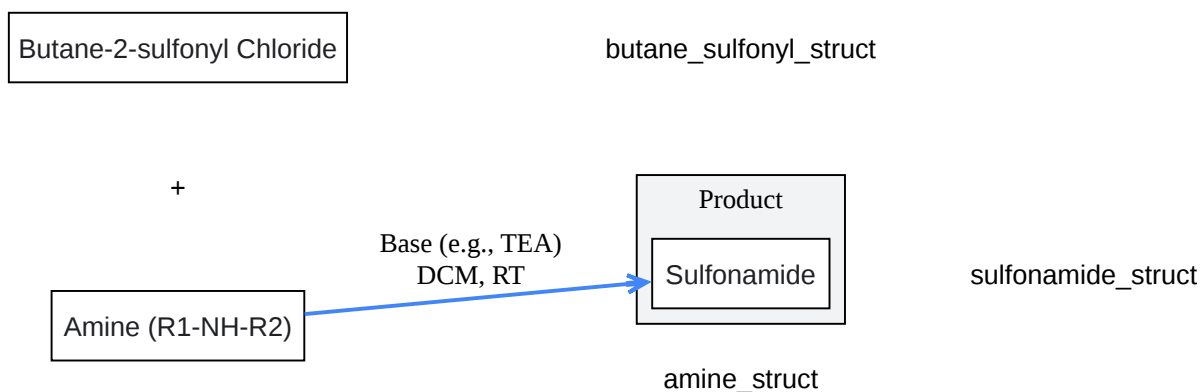 Butane-2-sulfonyl Chloride
butane_sulfonyl_struct
+
Product
Base (e.g., TEA)
DCM, RT
Sulfonamide
sulfonamide_struct
Amine (R1-NH-R2)
amine_struct